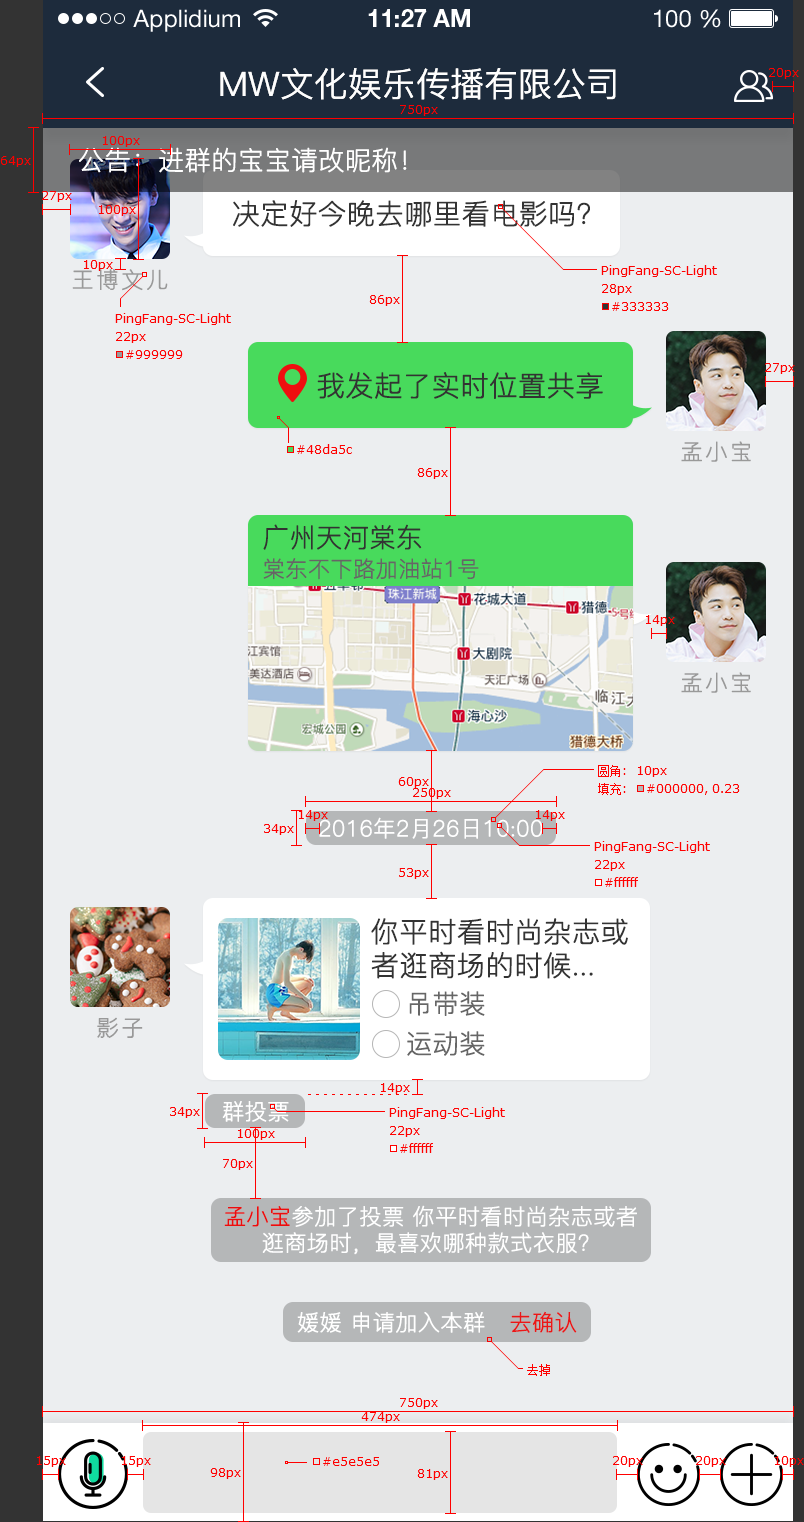 Applidium
11:27 AM
100 %
MW文化娱乐传播有限公司
20px
750px
64px
100px
公告：进群的宝宝请改昵称！
27px
100px
决定好今晚去哪里看电影吗？
10px
王博文儿
PingFang-SC-Light
28px
#333333
86px
PingFang-SC-Light
22px
#999999
27px
我发起了实时位置共享
#48da5c
孟小宝
86px
广州天河棠东
棠东不下路加油站1号
珠江新城
花城大道
猎德
5号线
14px
江宾馆
大剧院
美达酒店
天汇广场
孟小宝
临江大
海心沙
宏城公园
猎德大桥
圆角： 10px
60px
填充： #000000, 0.23
250px
14px
14px
34px
2016年2月26日10:00
PingFang-SC-Light
22px
#ffffff
53px
你平时看时尚杂志或
者逛商场的时候...
吊带装
影子
运动装
14px
34px
群投票
PingFang-SC-Light
22px
#ffffff
100px
70px
孟小宝参加了投票 你平时看时尚杂志或者
逛商场时，最喜欢哪种款式衣服？
媛媛 申请加入本群 去确认
去掉
750px
474px
15px
15px
98px
#e5e5e5
81px
20px
20px
10px